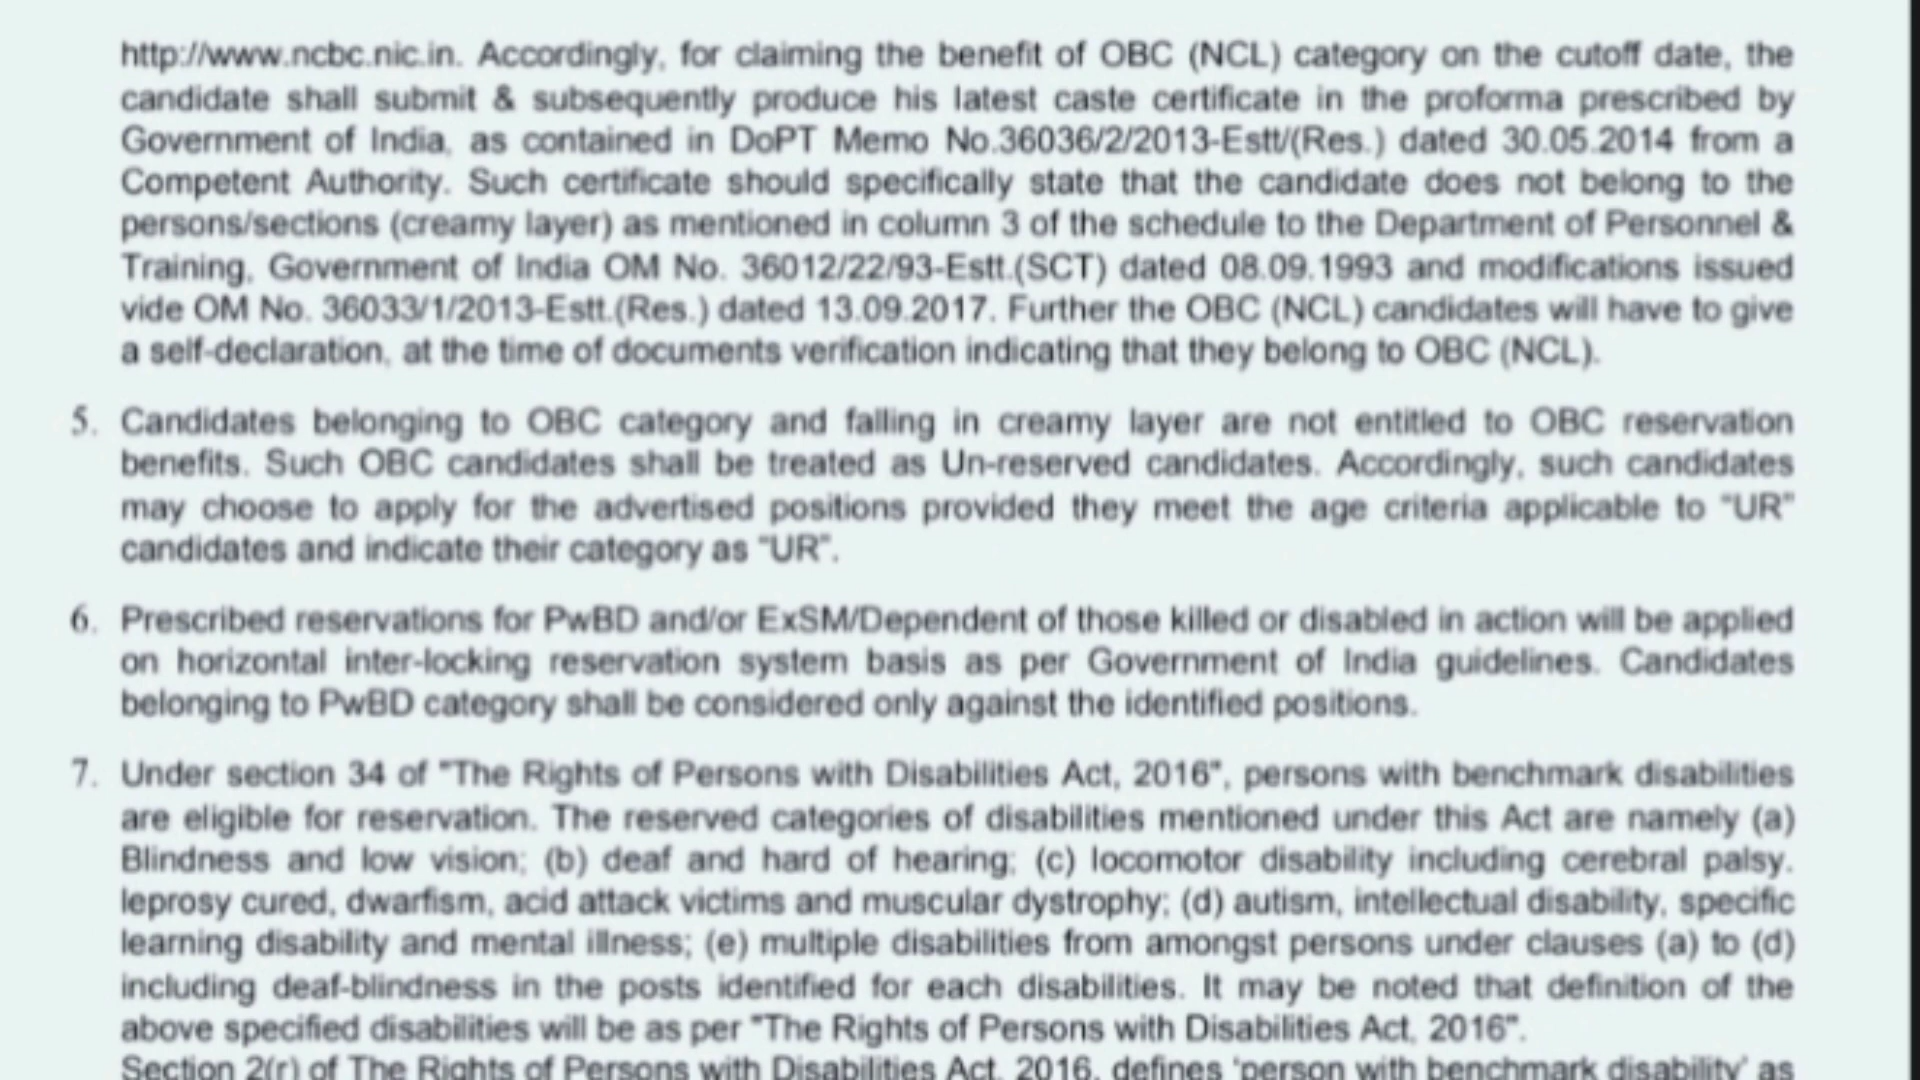 http://www.ncbc.nic.in. Accordingly, for claiming the benefit of OBC (NCL) category on the cutoff date, the
candidate shall submit & subsequently produce his latest caste certificate in the proforma prescribed by
Government of India, as contained in DoPT Memo No.36036/2/2013-Estt/(Res.) dated 30.05.2014 from a
Competent Authority. Such certificate should specifically state that the candidate does not belong to the
persons/sections (creamy layer) as mentioned in column 3 of the schedule to the Department of Personnel &
Training, Government of India OM No. 36012/22/93-Estt.(SCT) dated 08.09.1993 and modifications issued
vide OM No. 36033/1/2013-Estt.(Res.) dated 13.09.2017. Further the OBC (NCL) candidates will have to give
a self-declaration, at the time of documents verification indicating that they belong to OBC (NCL).
5. Candidates belonging to OBC category and falling in creamy layer are not entitled to OBC reservation
benefits. Such OBC candidates shall be treated as Un-reserved candidates. Accordingly, such candidates
may choose to apply for the advertised positions provided they meet the age criteria applicable to "UR"
candidates and indicate their category as "UR".
6. Prescribed reservations for PwBD and/or ExSM/Dependent of those killed or disabled in action will be applied
on horizontal inter-locking reservation system basis as per Government of India guidelines. Candidates
belonging to PwBD category shall be considered only against the identified positions.
7. Under section 34 of "The Rights of Persons with Disabilities Act, 2016", persons with benchmark disabilities
are eligible for reservation. The reserved categories of disabilities mentioned under this Act are namely (a)
Blindness and low vision; (b) deaf and hard of hearing; (c) locomotor disability including cerebral palsy.
leprosy cured, dwarfism, acid attack victims and muscular dystrophy; (d) autism, intellectual disability, specific
learning disability and mental illness; (e) multiple disabilities from amongst persons under clauses (a) to (d)
including deaf-blindness in the posts identified for each disabilities. It may be noted that definition of the
above specified disabilities will be as per "The Rights of Persons with Disabilities Act, 2016".
Section 2(r) of The Rights of Persons with Disabilities Act, 2016, defines 'person with benchmark disability' as